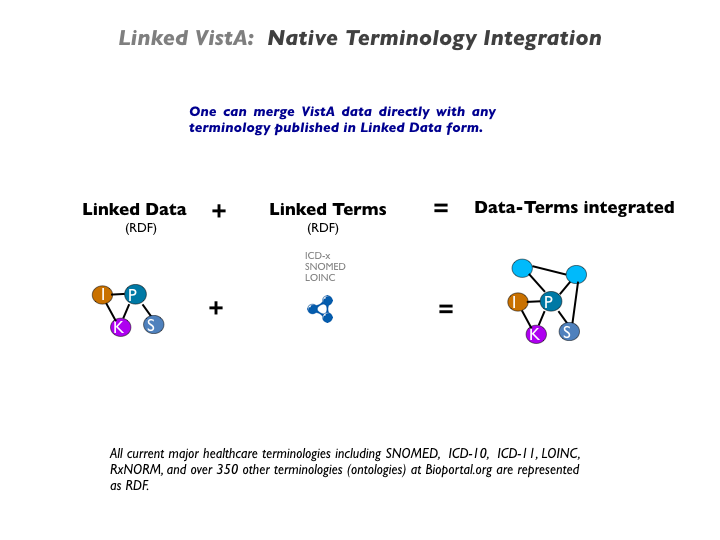 Linked VistA: Native Terminology Integration
One can merge VistA data directly with any
terminology published in Linked Data form.
Linked Data + Linked Terms = Data-Terms integrated
(RDF) (RDF)
ICD-x
SNOMED
LOINC
I P + = I P
K S K S
All current major healthcare terminologies including SNOMED, ICD-10, ICD-11, LOINC,
RxNORM, and over 350 other terminologies (ontologies) at Bioportal.org are represented
as RDF.